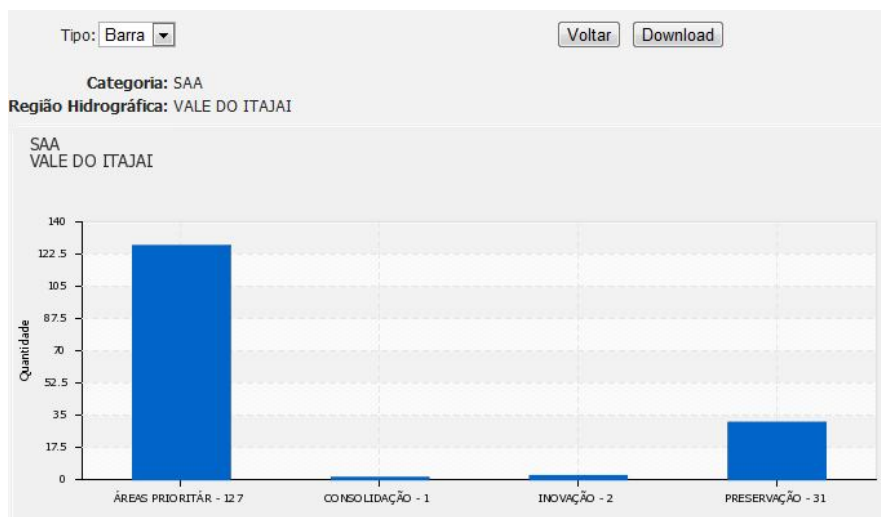 Tipo: Barra
Voltar Download
Categoria: SAA
Região Hidrográfica: VALE DO ITAJAI
SAA
VALE DO ITAJAI
140
122.5
105
87.5
70
52.5
35
17.5
0
Quantidade
ÁREAS PRIORITÁR - 127 CONSOLIDAÇÃO - 1 INOVAÇÃO - 2 PRESERVAÇÃO - 31